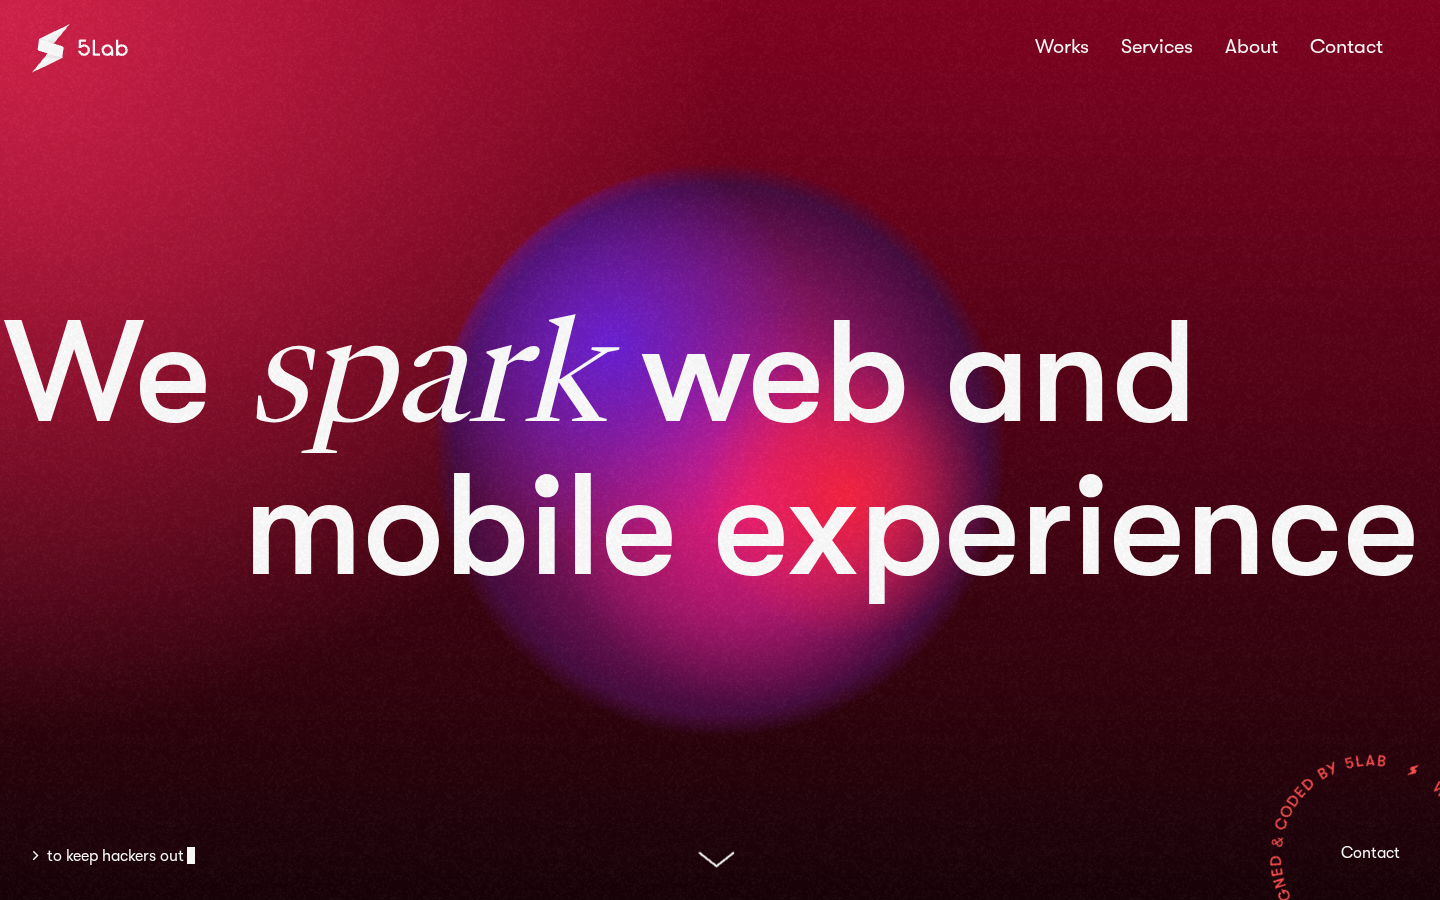 5Lab
Works Services About Contact
We spark web and
mobile experience
to keep hackers out
GNED & CODED BY 5LAB
Contact